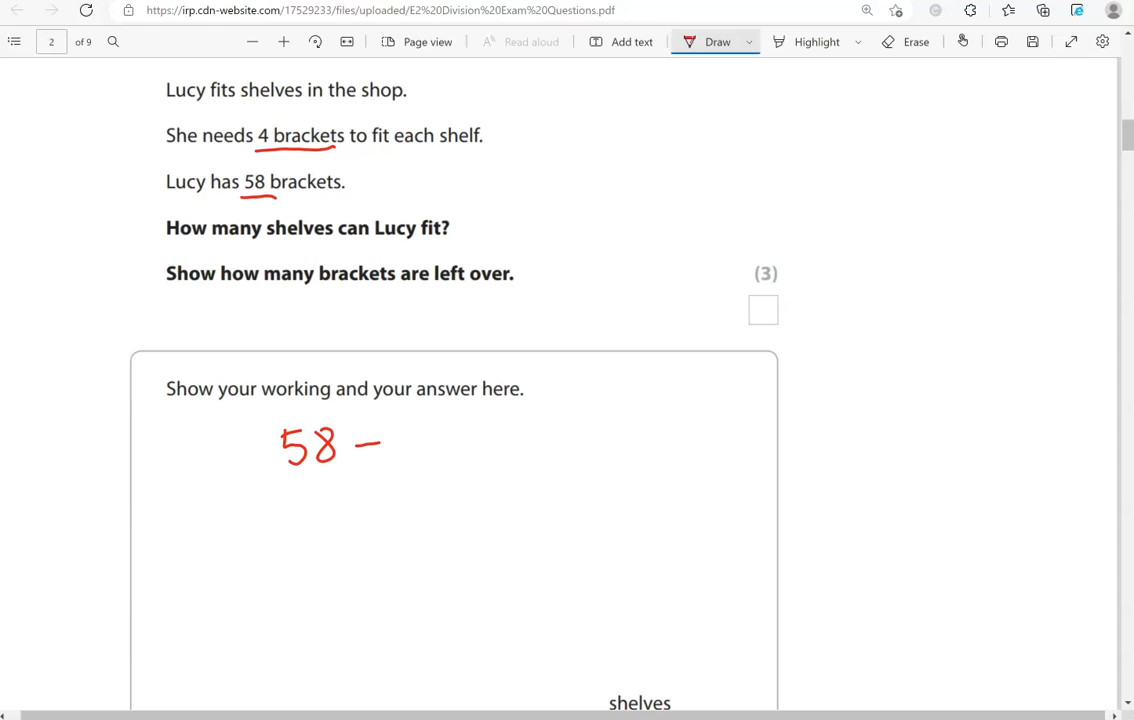 https://irp.cdn-website.com/17529233/files/uploaded/E2%20Division%20Exam%20Questions.pdf
2 of 9 Page view Read aloud Add text Draw Highlight Erase
Lucy fits shelves in the shop.
She needs 4 brackets to fit each shelf.
Lucy has 58 brackets.
How many shelves can Lucy fit?
Show how many brackets are left over. (3)
Show your working and your answer here.
58 –
shelves